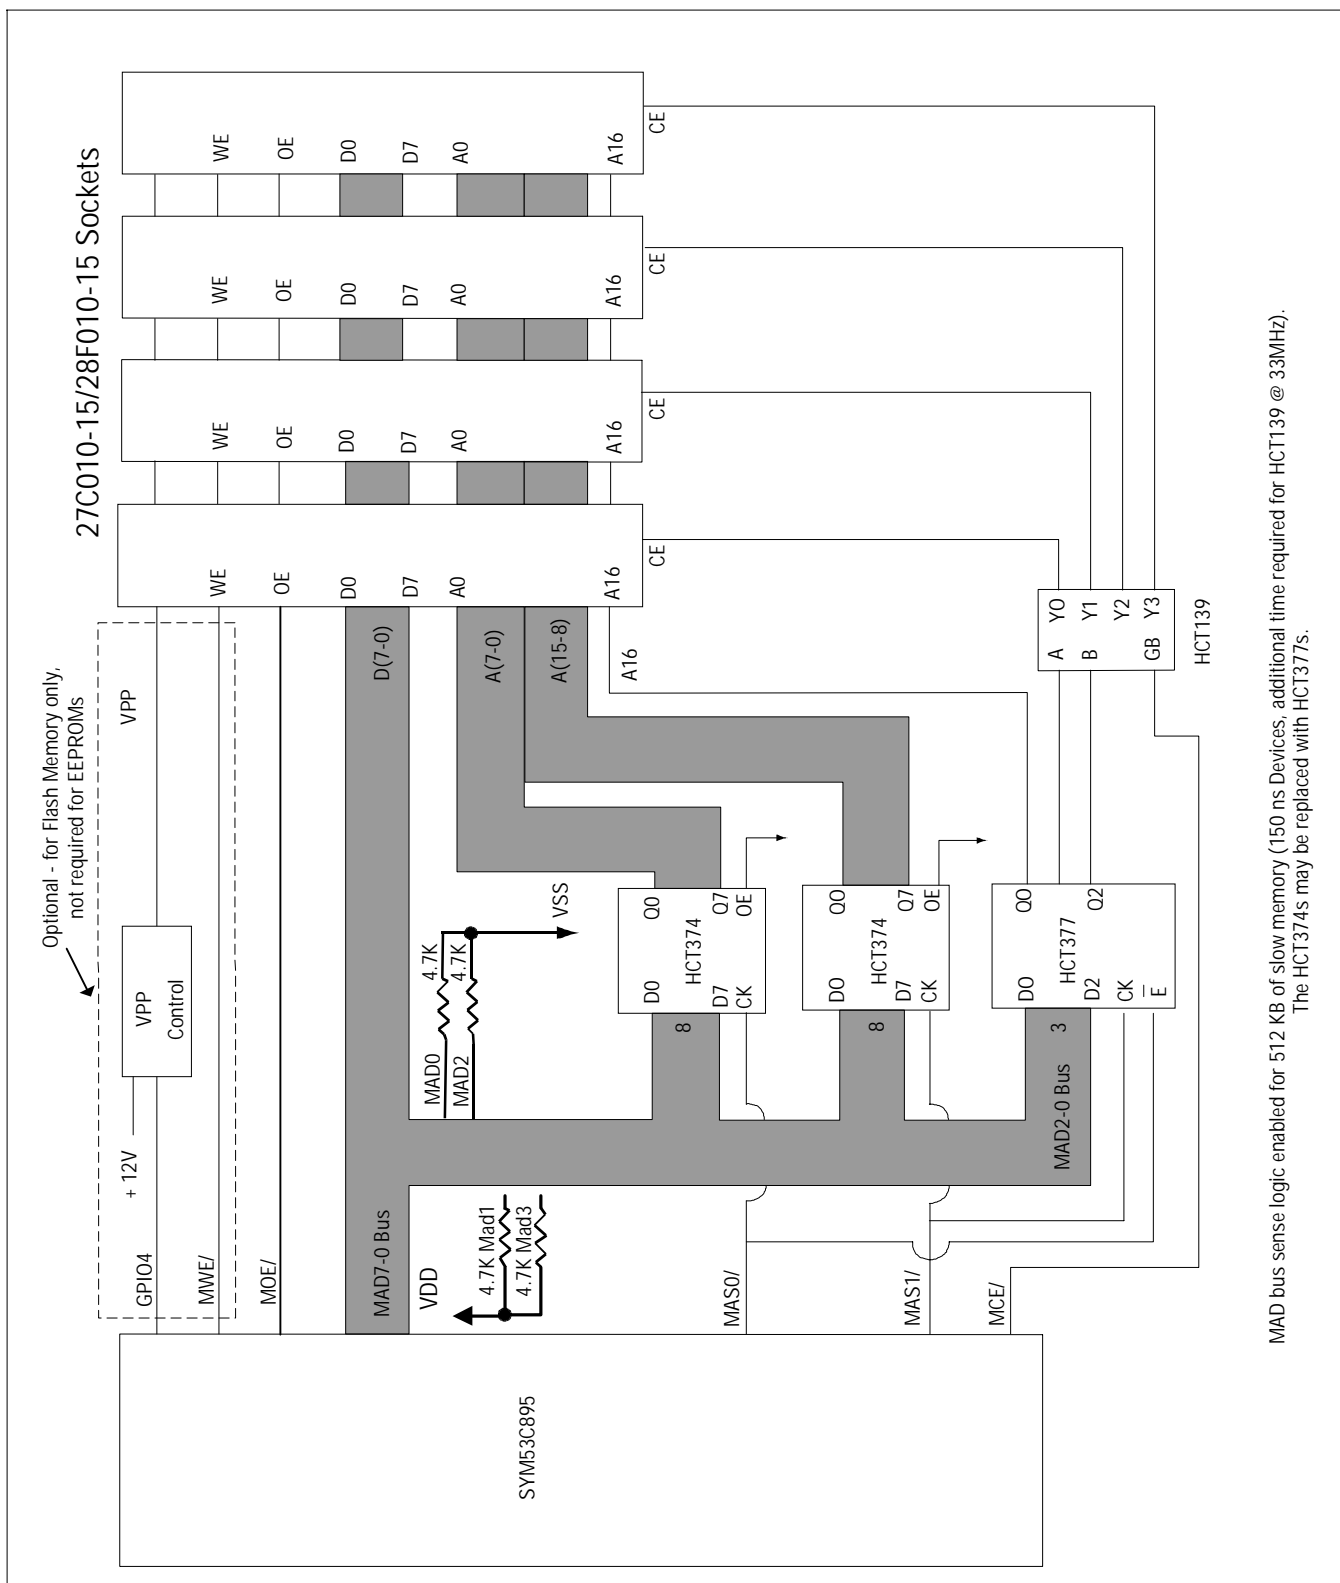 27C010-15/28F010-15 Sockets
Optional - for Flash Memory only,
not required for EEPROMs
+ 12V
VPP
Control
VPP
GPIO4
MWE/
MOE/
WE
OE
D0
D7
A0
A16
CE
WE
OE
D0
D7
A0
A16
CE
WE
OE
D0
D7
A0
A16
CE
WE
OE
D0
D7
A0
A16
CE
MAD7-0 Bus
D(7-0)
A(7-0)
A(15-8)
A16
VDD
4.7K Mad1
4.7K Mad3
MAD0
MAD2
4.7K
4.7K
VSS
SYM53C895
MAS0/
MAS1/
MCE/
8
D0
Q0
HCT374
D7
Q7
CK
OE
8
D0
Q0
HCT374
D7
Q7
CK
OE
MAD2-0 Bus
3
D0
Q0
HCT377
D2
Q2
CK
E
A
Y0
B
Y1
Y2
GB
Y3
HCT139
MAD bus sense logic enabled for 512 KB of slow memory (150 ns Devices, additional time required for HCT139 @ 33MHz).
The HCT374s may be replaced with HCT377s.